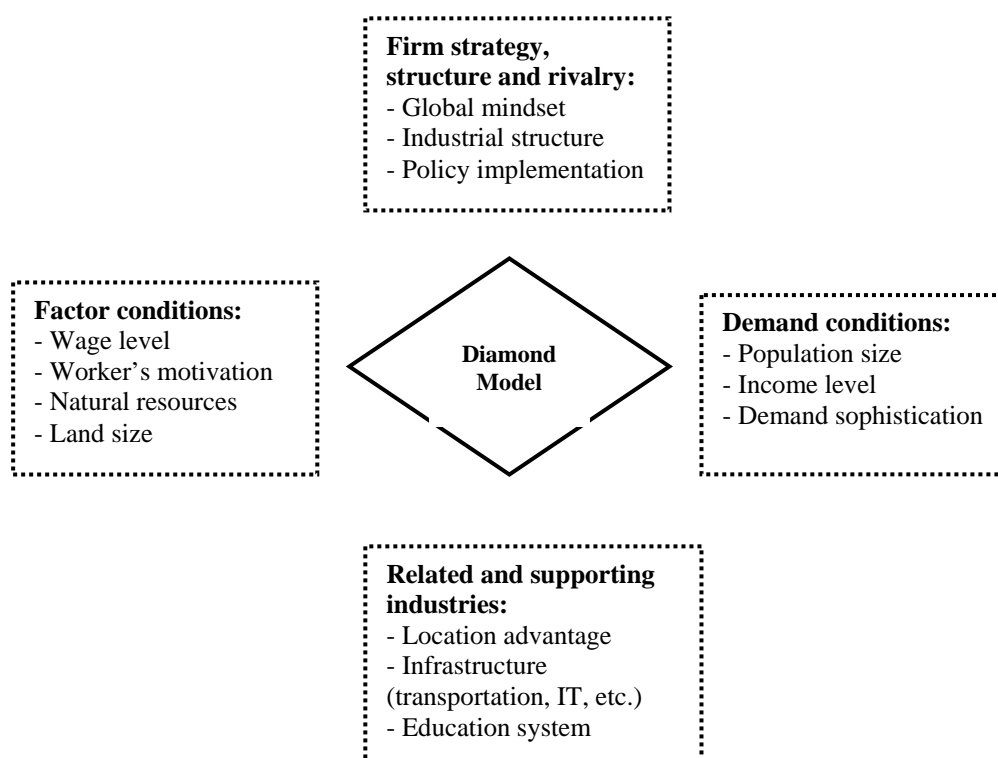 Firm strategy,
structure and rivalry:
- Global mindset
- Industrial structure
- Policy implementation
Factor conditions:
- Wage level
- Worker’s motivation
- Natural resources
- Land size
Diamond
Model
Demand conditions:
- Population size
- Income level
- Demand sophistication
Related and supporting
industries:
- Location advantage
- Infrastructure
(transportation, IT, etc.)
- Education system